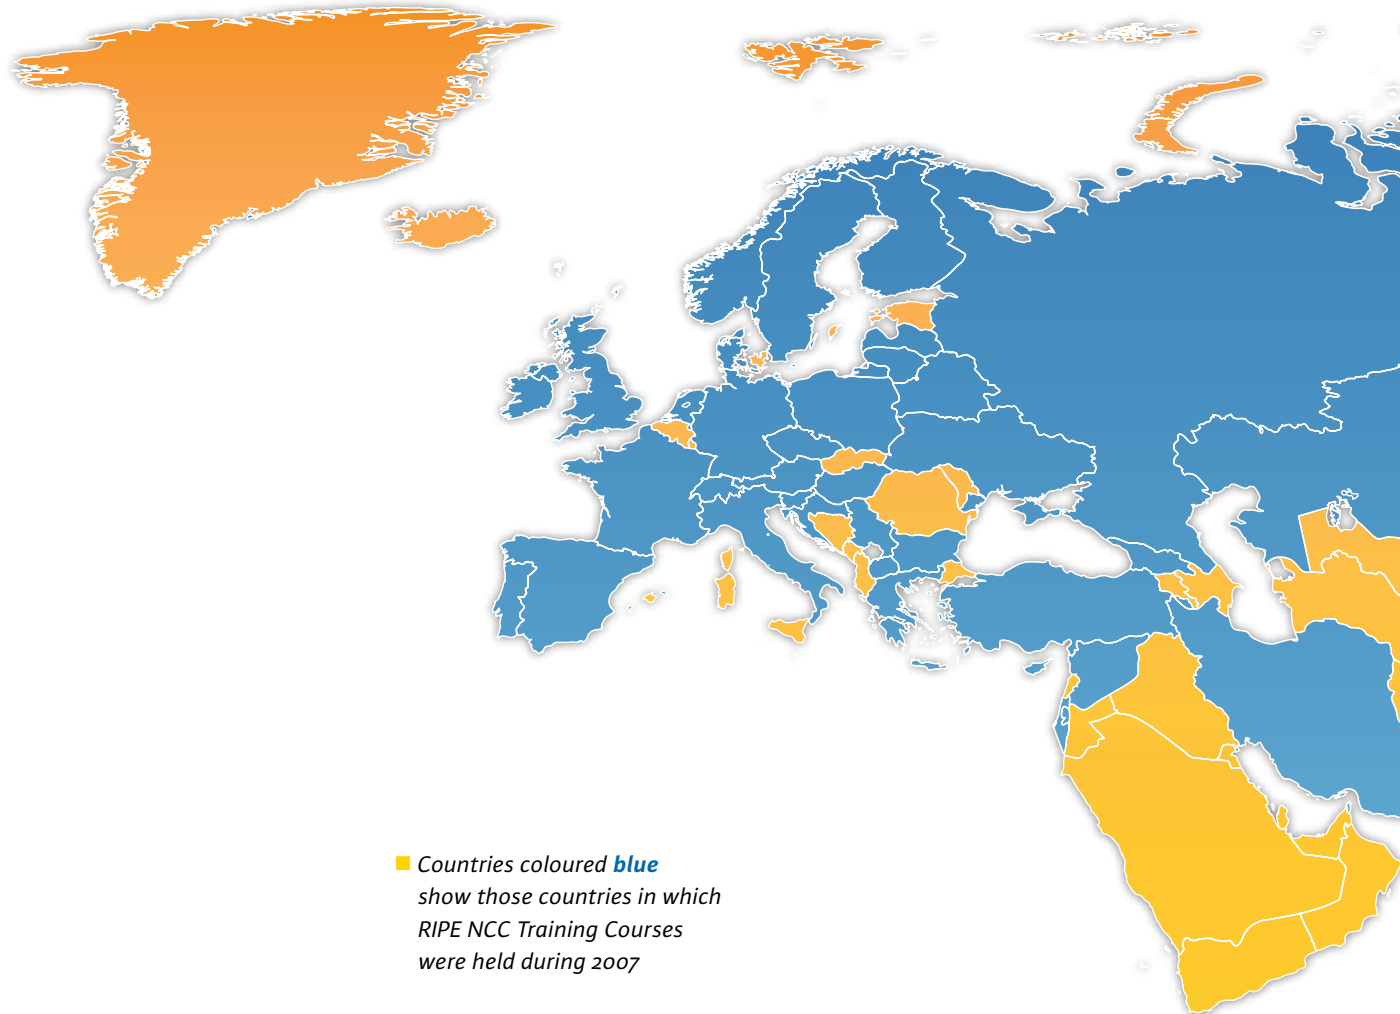 Countries coloured blue
show those countries in which
RIPE NCC Training Courses
were held during 2007